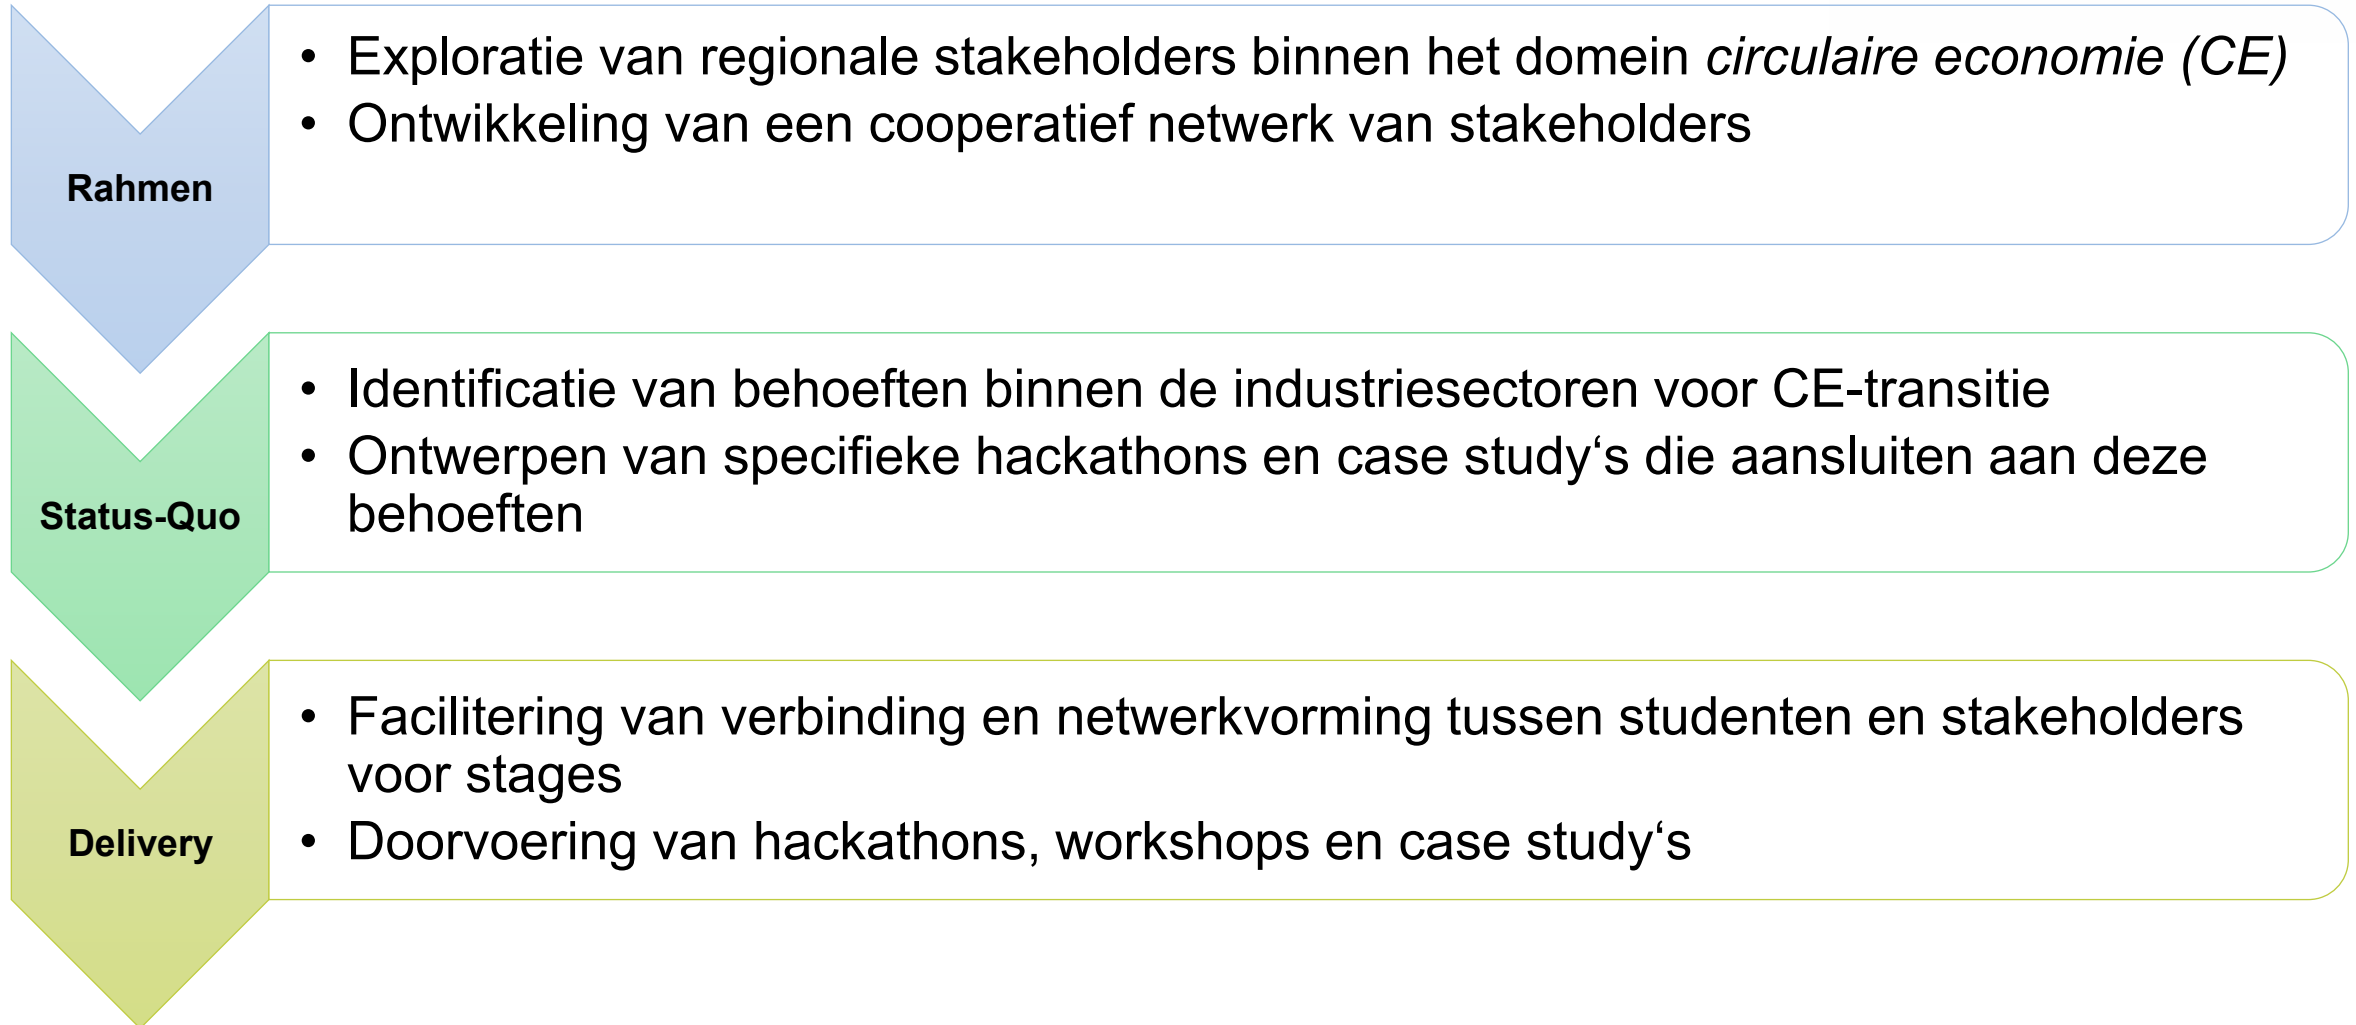 Rahmen
• Exploratie van regionale stakeholders binnen het domein circulaire economie (CE)
• Ontwikkeling van een cooperatief netwerk van stakeholders
Status-Quo
• Identificatie van behoeften binnen de industriesectoren voor CE-transitie
• Ontwerpen van specifieke hackathons en case study‘s die aansluiten aan deze
behoeften
Delivery
• Facilitering van verbinding en netwerkvorming tussen studenten en stakeholders
voor stages
• Doorvoering van hackathons, workshops en case study‘s